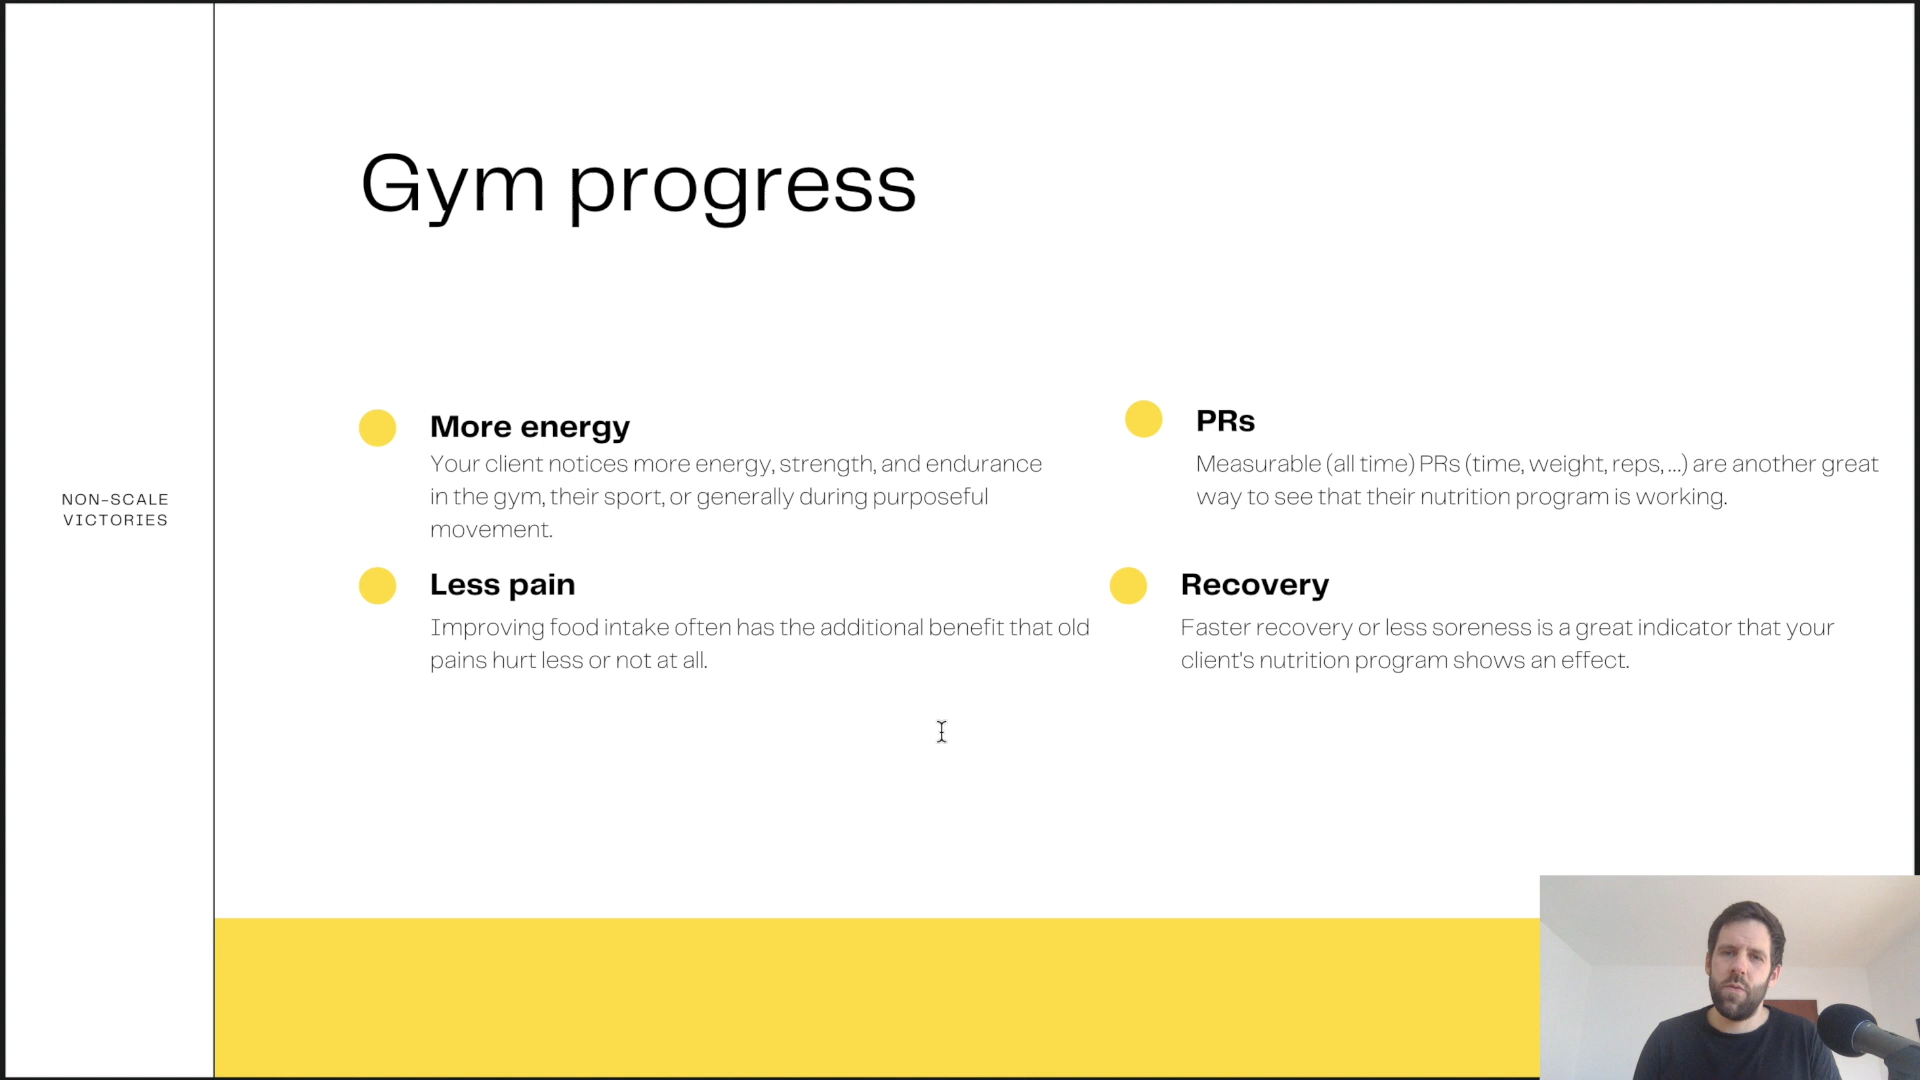 Gym progress
NON-SCALE
VICTORIES
More energy
Your client notices more energy, strength, and endurance
in the gym, their sport, or generally during purposeful
movement.
PRs
Measurable (all time) PRs (time, weight, reps, ...) are another great
way to see that their nutrition program is working.
Less pain
Improving food intake often has the additional benefit that old
pains hurt less or not at all.
Recovery
Faster recovery or less soreness is a great indicator that your
client's nutrition program shows an effect.